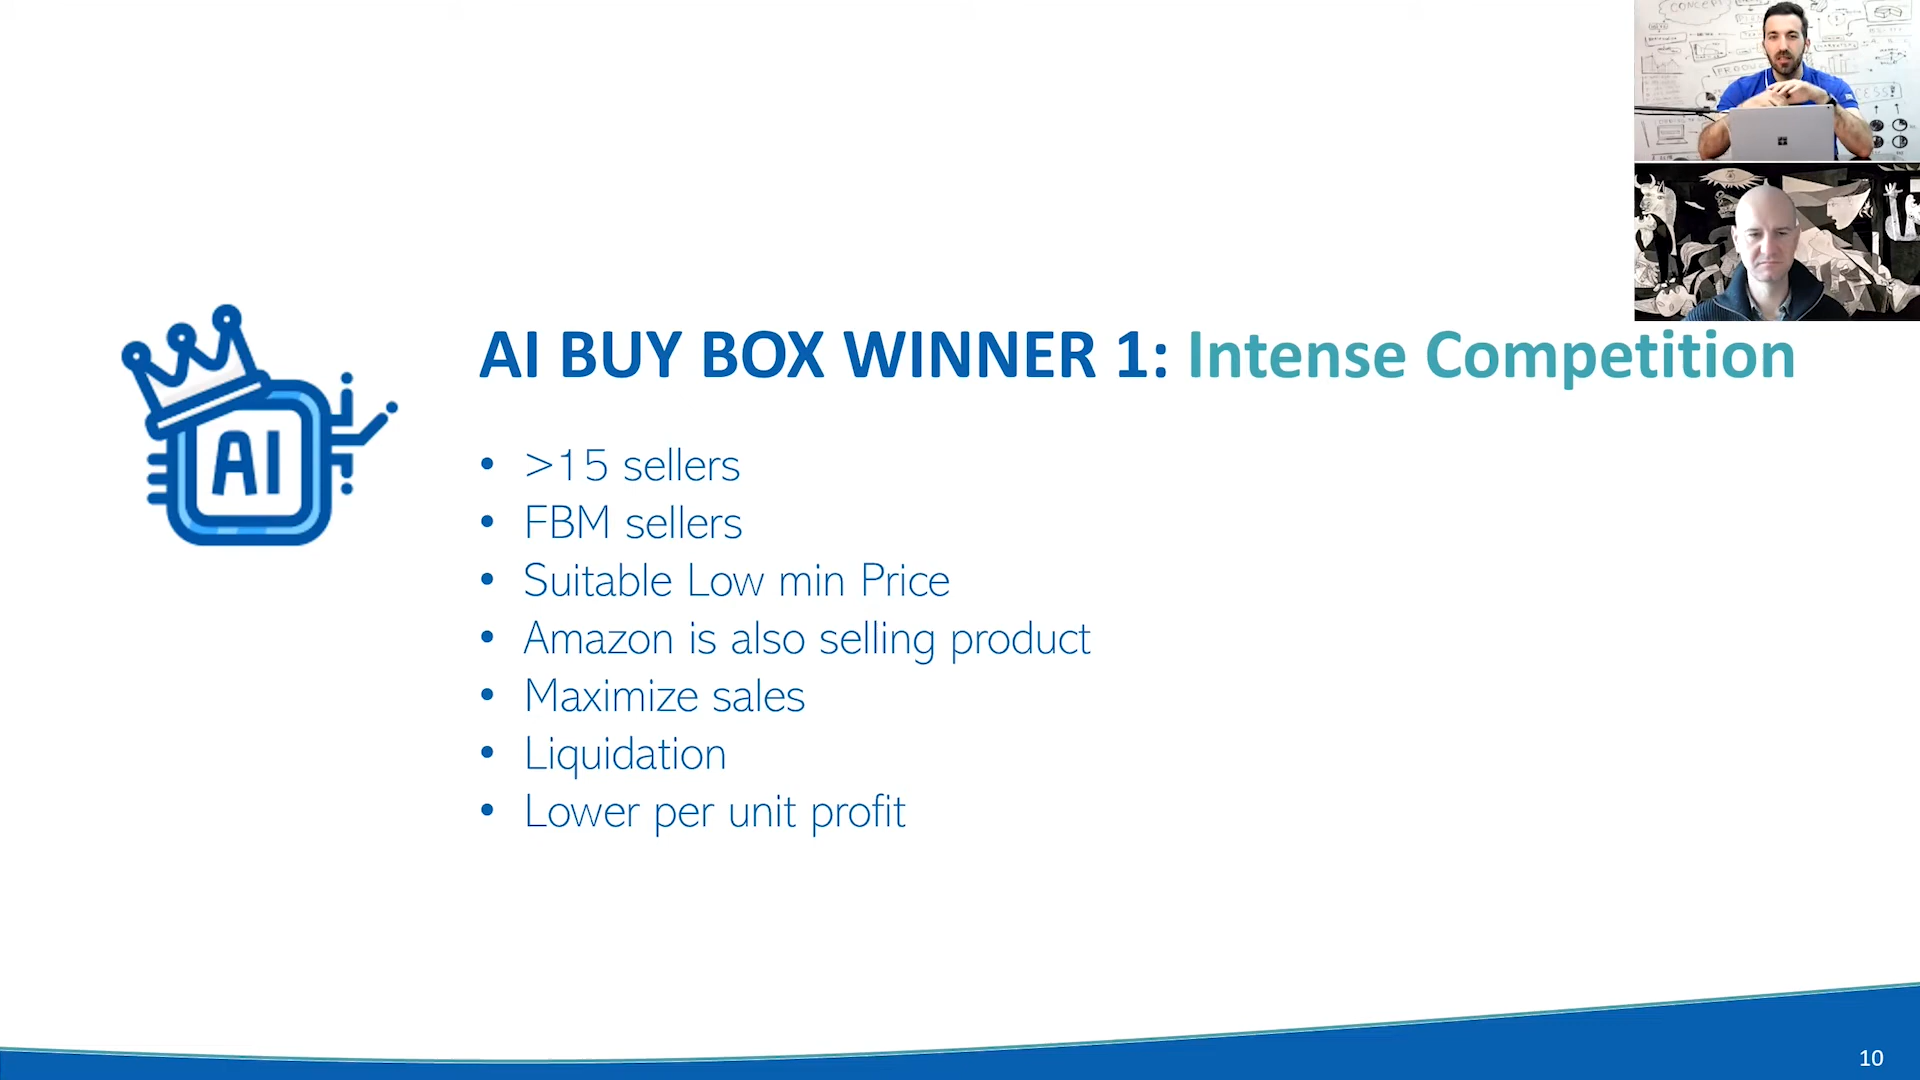 CONCEPT
AI
AI BUY BOX WINNER 1: Intense Competition
• >15 sellers
• FBM sellers
• Suitable Low min Price
• Amazon is also selling product
• Maximize sales
• Liquidation
• Lower per unit profit
10